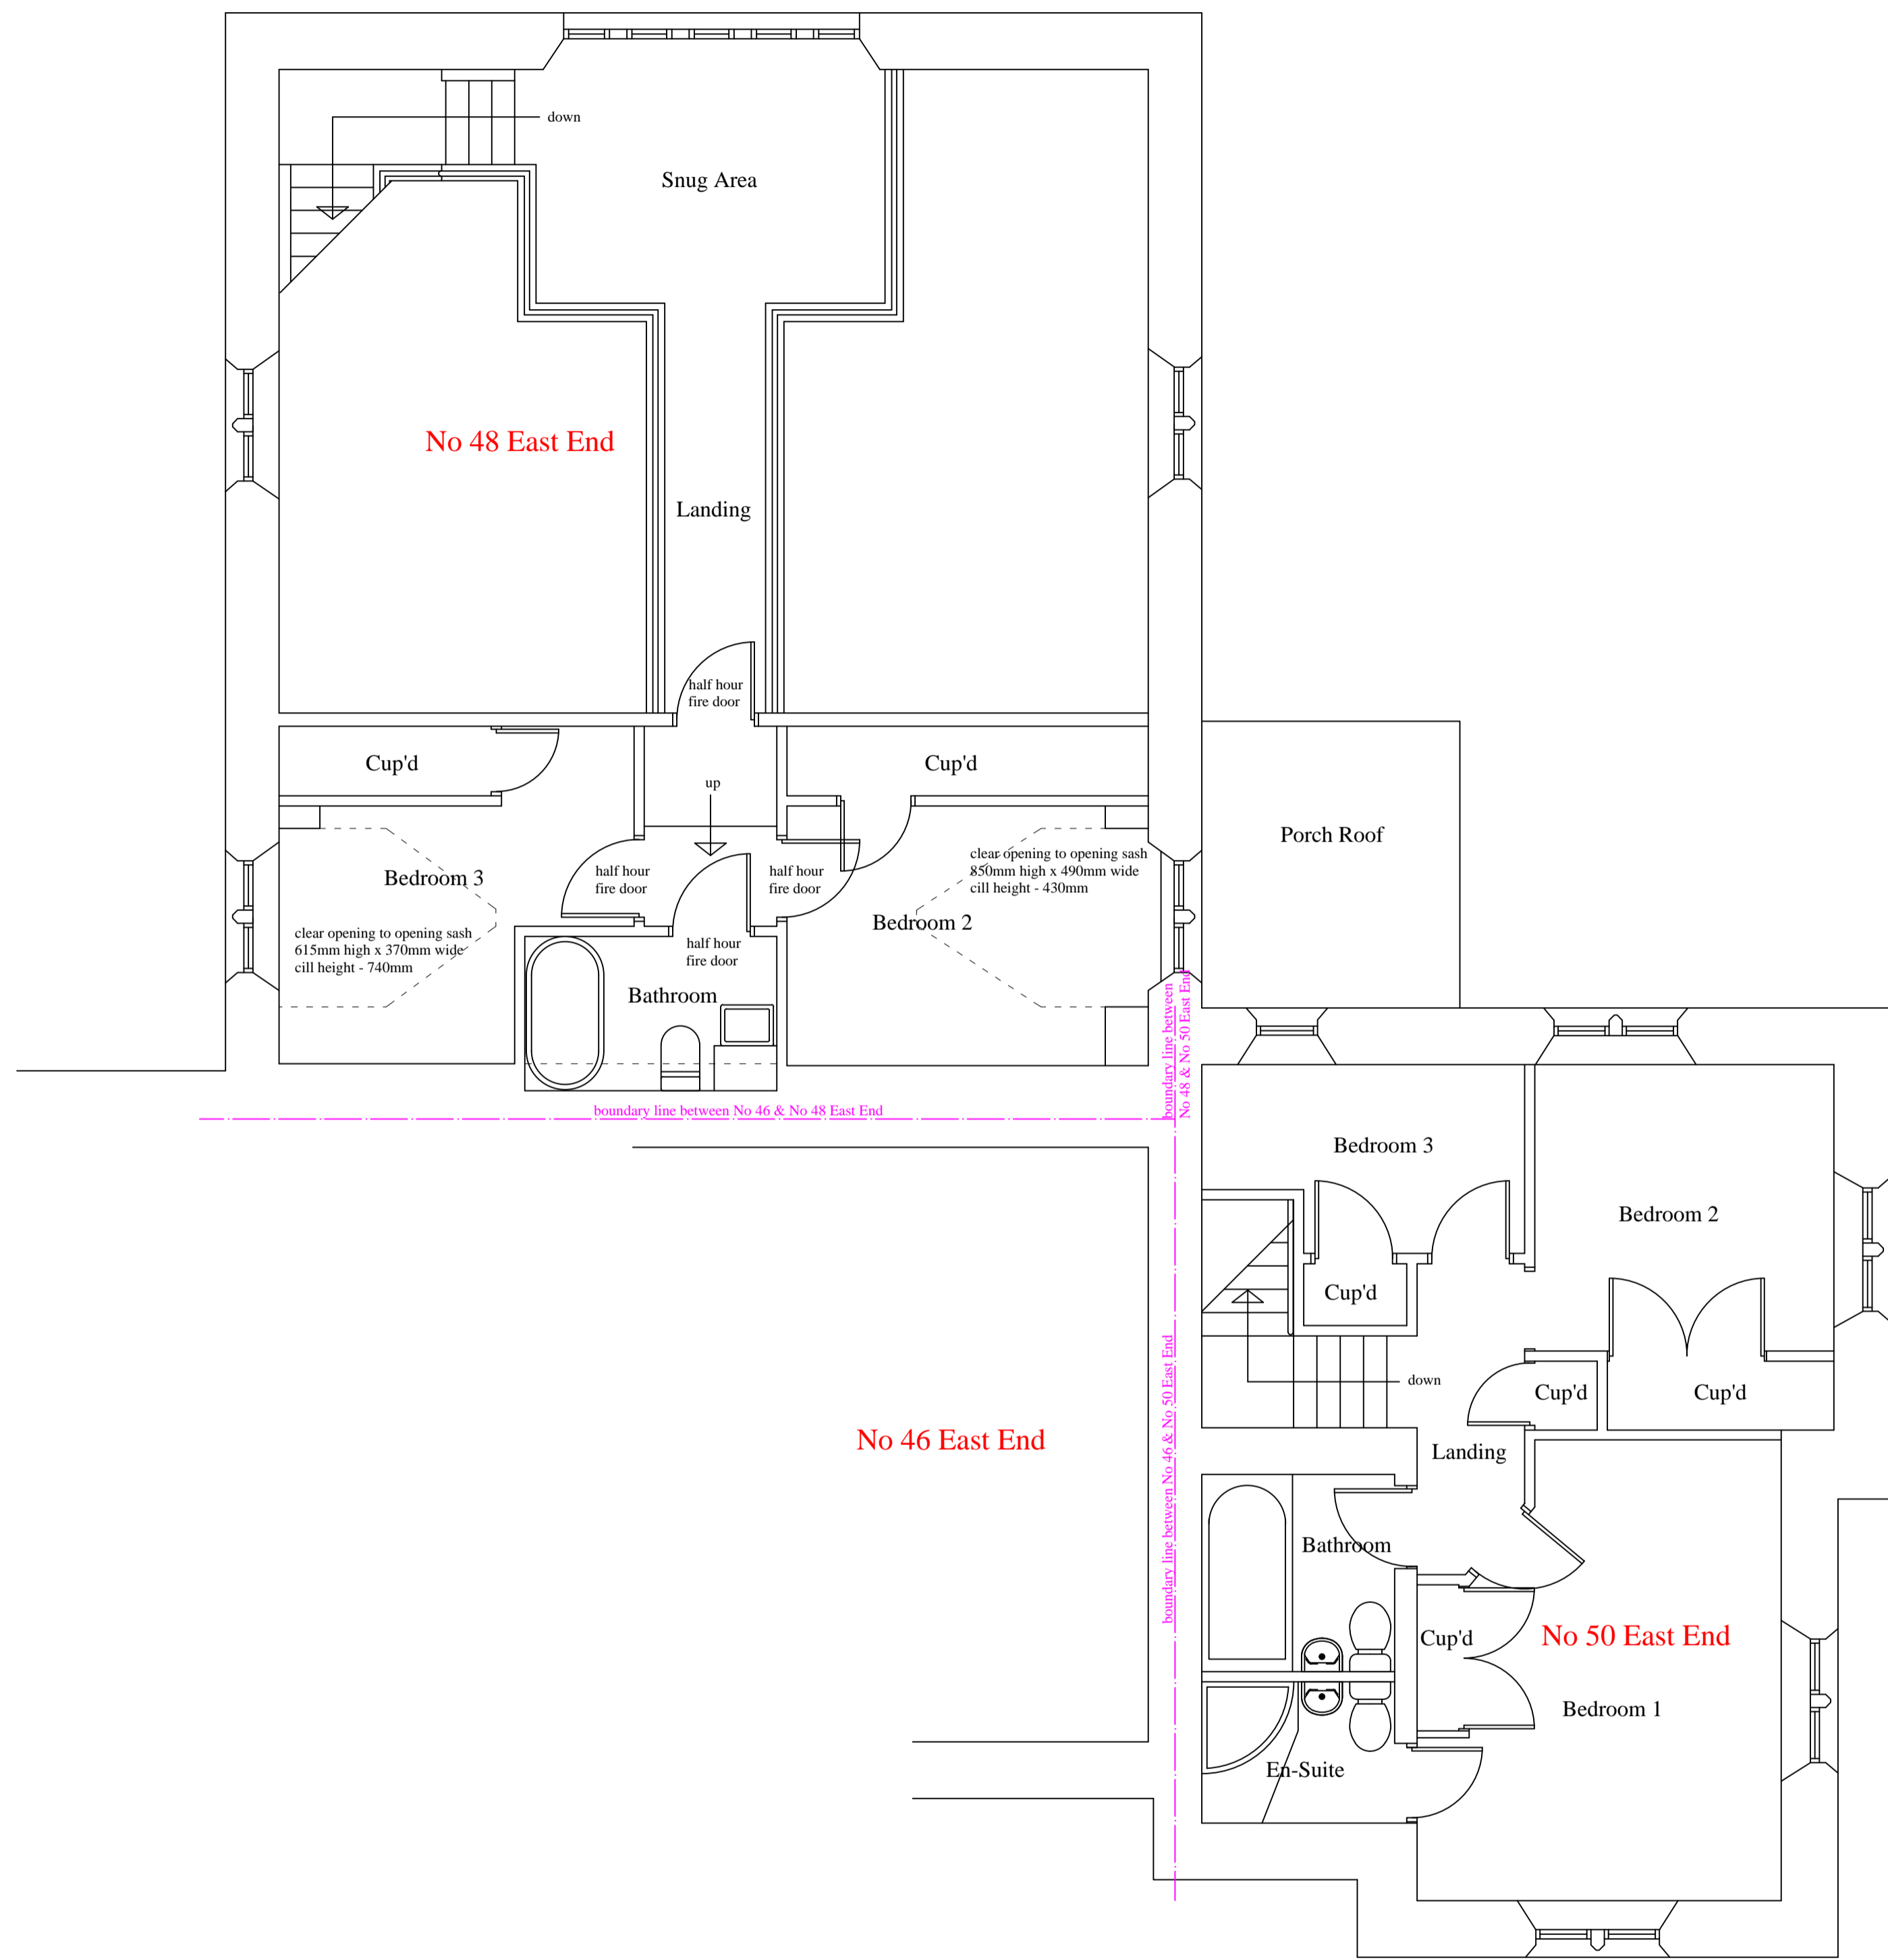 down
Snug Area
No 48 East End
Landing
half hour
fire door
Cup'd
Cup'd
up
Porch Roof
clear opening to opening sash
850mm high x 490mm wide
cill height - 430mm
Bedroom 3
half hour
fire door
half hour
fire door
Bedroom 2
clear opening to opening sash
615mm high x 370mm wide
cill height - 740mm
half hour
fire door
Bathroom
boundary line between
No 48 & No 50 East End
boundary line between No 46 & No 48 East End
Bedroom 3
Bedroom 2
Cup'd
down
Cup'd
Cup'd
No 46 East End
boundary line between No 46 & No 50 East End
Landing
Bathroom
Cup'd
No 50 East End
Bedroom 1
En-Suite